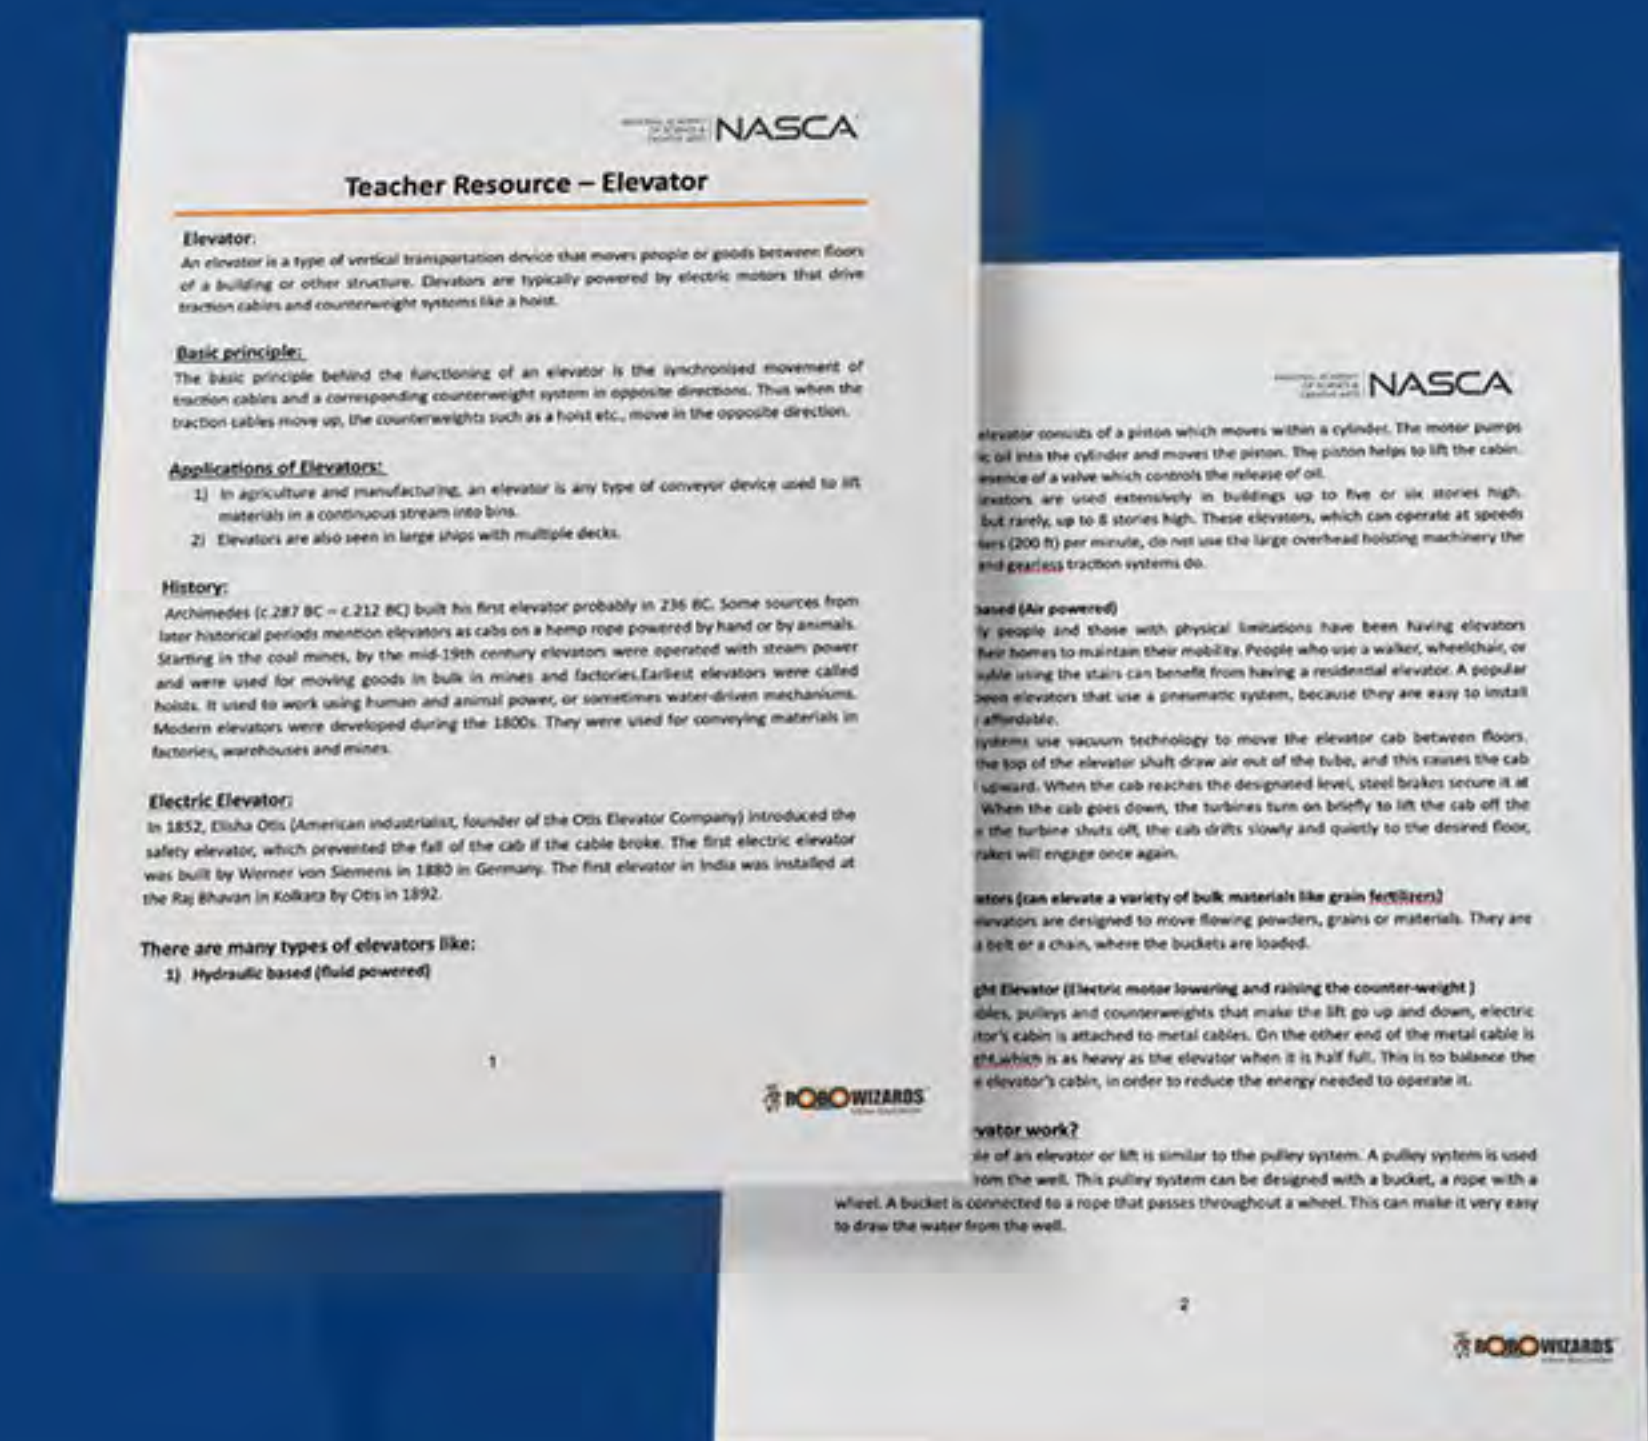 NATIONAL ACADEMY
OF SCIENCE &
CREATIVE ARTS
NASCA
Teacher Resource – Elevator
Elevator:
An elevator is a type of vertical transportation device that moves people or goods between floors
of a building or other structure. Elevators are typically powered by electric motors that drive
traction cables and counterweight systems like a hoist.
Basic principle:
The basic principle behind the functioning of an elevator is the synchronised movement of
traction cables and a corresponding counterweight system in opposite directions. Thus when the
traction cables move up, the counterweights such as a hoist etc., move in the opposite direction.
Applications of Elevators:
1) In agriculture and manufacturing, an elevator is any type of conveyor device used to lift
materials in a continuous stream into bins.
2) Elevators are also seen in large ships with multiple decks.
History:
Archimedes (c.287 BC – c.212 BC) built his first elevator probably in 236 BC. Some sources from
later historical periods mention elevators as cabs on a hemp rope powered by hand or by animals.
Starting in the coal mines, by the mid-19th century elevators were operated with steam power
and were used for moving goods in bulk in mines and factories.Earliest elevators were called
hoists. It used to work using human and animal power, or sometimes water-driven mechanisms.
Modern elevators were developed during the 1800s. They were used for conveying materials in
factories, warehouses and mines.
Electric Elevator:
In 1852, Elisha Otis (American industrialist, founder of the Otis Elevator Company) introduced the
safety elevator, which prevented the fall of the cab if the cable broke. The first electric elevator
was built by Werner von Siemens in 1880 in Germany. The first elevator in India was installed at
the Raj Bhavan in Kolkata by Otis in 1892.
There are many types of elevators like:
1) Hydraulic based (fluid powered)
1
ROBOWIZARDS
NASCA
elevator consists of a piston which moves within a cylinder. The motor pumps
oil into the cylinder and moves the piston. The piston helps to lift the cabin.
of a valve which controls the release of oil.
are used extensively in buildings up to five or six stories high.
but rarely, up to 8 stories high. These elevators, which can operate at speeds
(200 ft) per minute, do not use the large overhead hoisting machinery the
and gearless traction systems do.
based (Air powered)
people and those with physical limitations have been having elevators
their homes to maintain their mobility. People who use a walker, wheelchair, or
using the stairs can benefit from having a residential elevator. A popular
been elevators that use a pneumatic system, because they are easy to install
affordable.
systems use vacuum technology to move the elevator cab between floors.
the top of the elevator shaft draw air out of the tube, and this causes the cab
upward. When the cab reaches the designated level, steel brakes secure it at
When the cab goes down, the turbines turn on briefly to lift the cab off the
the turbine shuts off, the cab drifts slowly and quietly to the desired floor,
will engage once again.
(can elevate a variety of bulk materials like grain fertilizers)
elevators are designed to move flowing powders, grains or materials. They are
a belt or a chain, where the buckets are loaded.
Elevator (Electric motor lowering and raising the counter-weight )
pulleys and counterweights that make the lift go up and down, electric
cabin is attached to metal cables. On the other end of the metal cable is
which is as heavy as the elevator when it is half full. This is to balance the
elevator's cabin, in order to reduce the energy needed to operate it.
work?
of an elevator or lift is similar to the pulley system. A pulley system is used
from the well. This pulley system can be designed with a bucket, a rope with a
wheel. A bucket is connected to a rope that passes throughout a wheel. This can make it very easy
to draw the water from the well.
2
ROBOWIZARDS